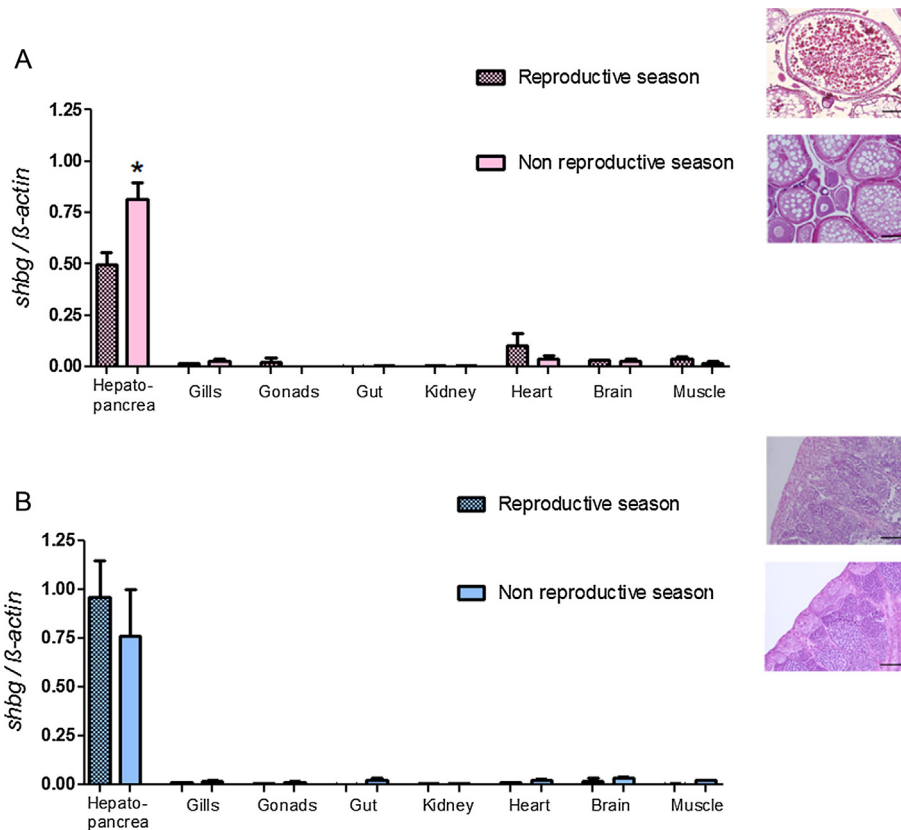 A
Reproductive season
Non reproductive season
shbg / ß-actin
1.25
1.00
0.75
0.50
0.25
0.00
*
Hepato-
pancrea
Gills
Gonads
Gut
Kidney
Heart
Brain
Muscle
B
Reproductive season
Non reproductive season
shbg / ß-actin
1.25
1.00
0.75
0.50
0.25
0.00
Hepato-
pancrea
Gills
Gonads
Gut
Kidney
Heart
Brain
Muscle